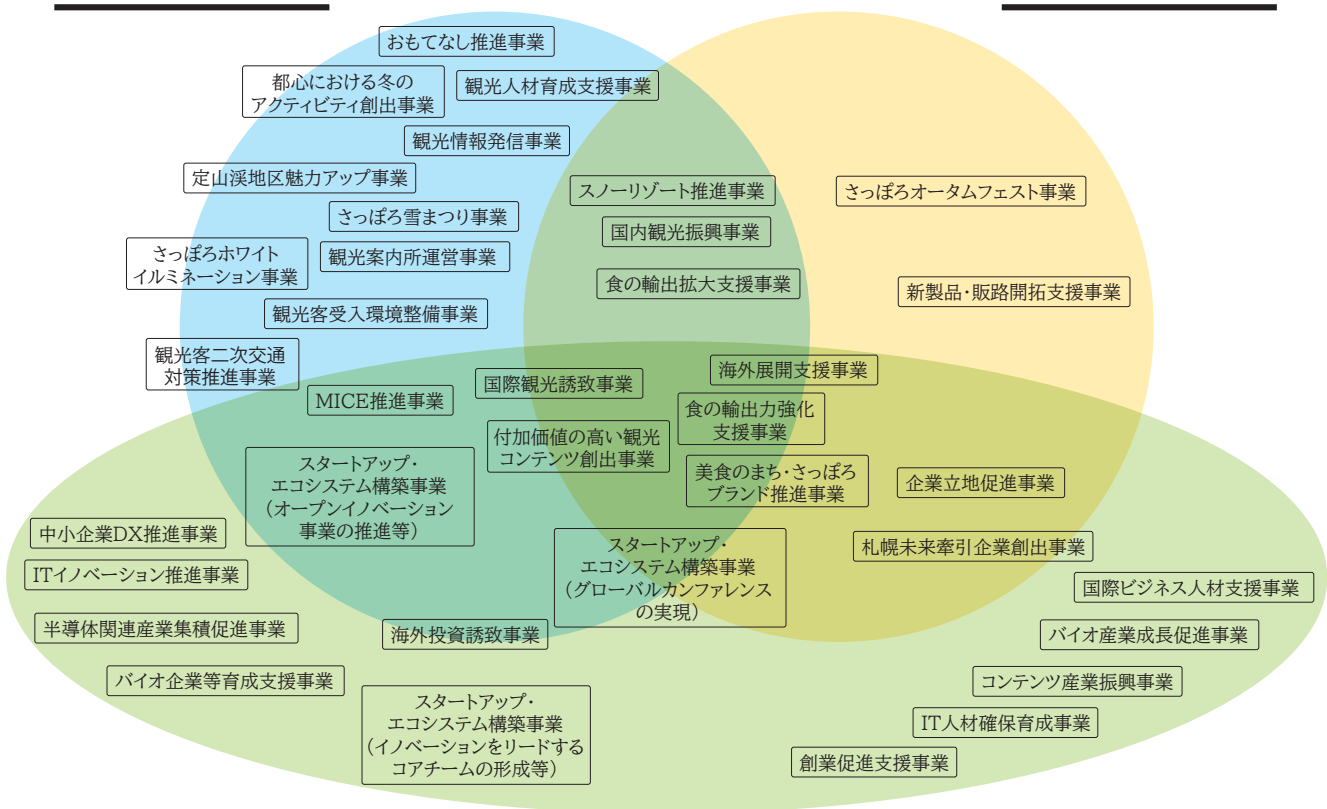 おもてなし推進事業
都心における冬の
アクティビティ創出事業
観光人材育成支援事業
観光情報発信事業
定山渓地区魅力アップ事業
スノーリゾート推進事業
さっぽろオータムフェスト事業
さっぽろ雪まつり事業
国内観光振興事業
さっぽろホワイト
イルミネーション事業
観光案内所運営事業
食の輸出拡大支援事業
新製品・販路開拓支援事業
観光客受入環境整備事業
観光客二次交通
対策推進事業
海外展開支援事業
国際観光誘致事業
MICE推進事業
食の輸出力強化
支援事業
付加価値の高い観光
コンテンツ創出事業
スタートアップ・
エコシステム構築事業
（オープンイノベーション
事業の推進等）
美食のまち・さっぽろ
ブランド推進事業
企業立地促進事業
中小企業DX推進事業
スタートアップ・
エコシステム構築事業
（グローバルカンファレンス
の実現）
札幌未来牽引企業創出事業
ITイノベーション推進事業
国際ビジネス人材支援事業
半導体関連産業集積促進事業
海外投資誘致事業
バイオ産業成長促進事業
バイオ企業等育成支援事業
コンテンツ産業振興事業
スタートアップ・
エコシステム構築事業
（イノベーションをリードする
コアチームの形成等）
IT人材確保育成事業
創業促進支援事業